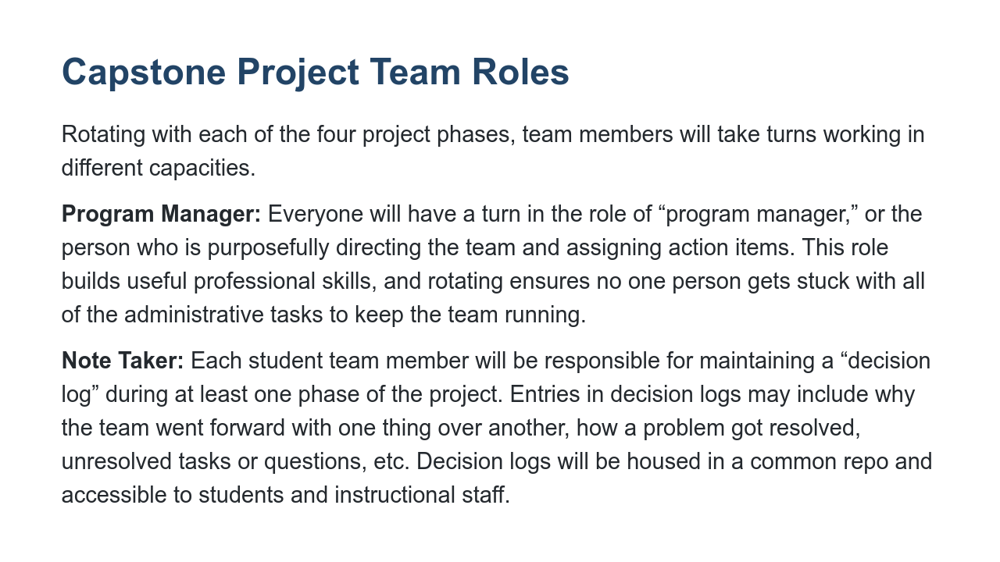 Capstone Project Team Roles
Rotating with each of the four project phases, team members will take turns working in
different capacities.
Program Manager: Everyone will have a turn in the role of “program manager,” or the
person who is purposefully directing the team and assigning action items. This role
builds useful professional skills, and rotating ensures no one person gets stuck with all
of the administrative tasks to keep the team running.
Note Taker: Each student team member will be responsible for maintaining a “decision
log” during at least one phase of the project. Entries in decision logs may include why
the team went forward with one thing over another, how a problem got resolved,
unresolved tasks or questions, etc. Decision logs will be housed in a common repo and
accessible to students and instructional staff.